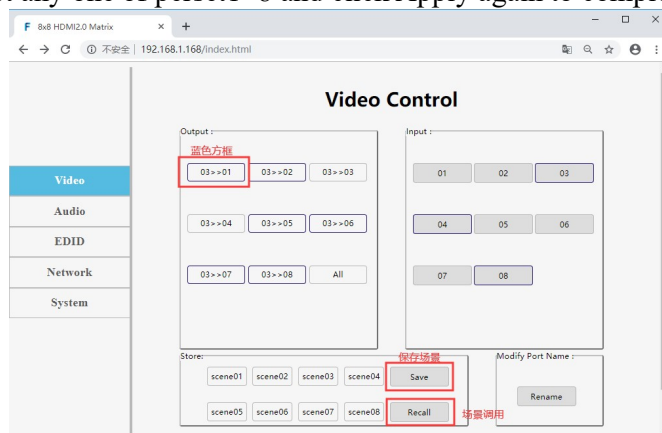 8x8 HDMI2.0 Matrix
不安全 | 192.168.1.168/index.html
Video Control
Output :
Input :
蓝色方框
03>>01 03>>02 03>>03
01 02 03
Video
Audio
03>>04 03>>05 03>>06
04 05 06
EDID
Network
03>>07 03>>08 All
07 08
System
Store:
保存场景
Modify Port Name :
scene01 scene02 scene03 scene04 Save
Rename
scene05 scene06 scene07 scene08 Recall
场景调用